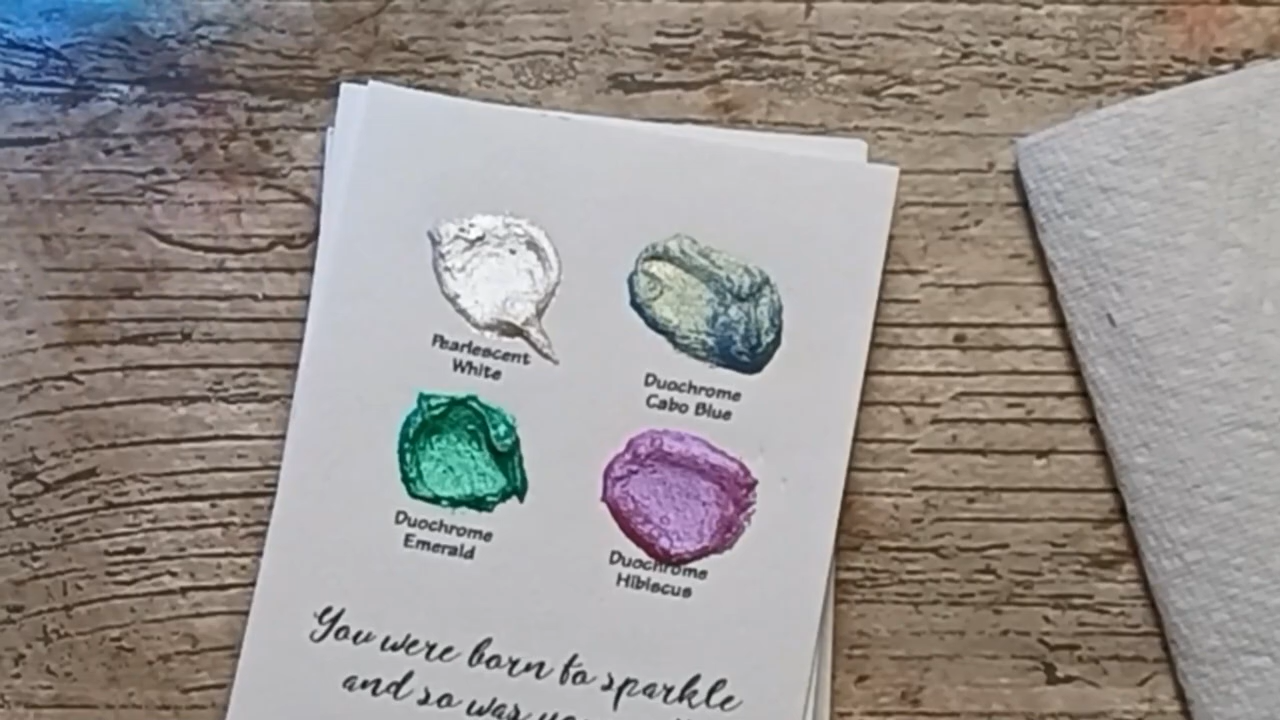 Pearlescent
White
Duochrome
Cabo Blue
Duochrome
Emerald
Duochrome
Hibiscus
You were born to sparkle
and so was